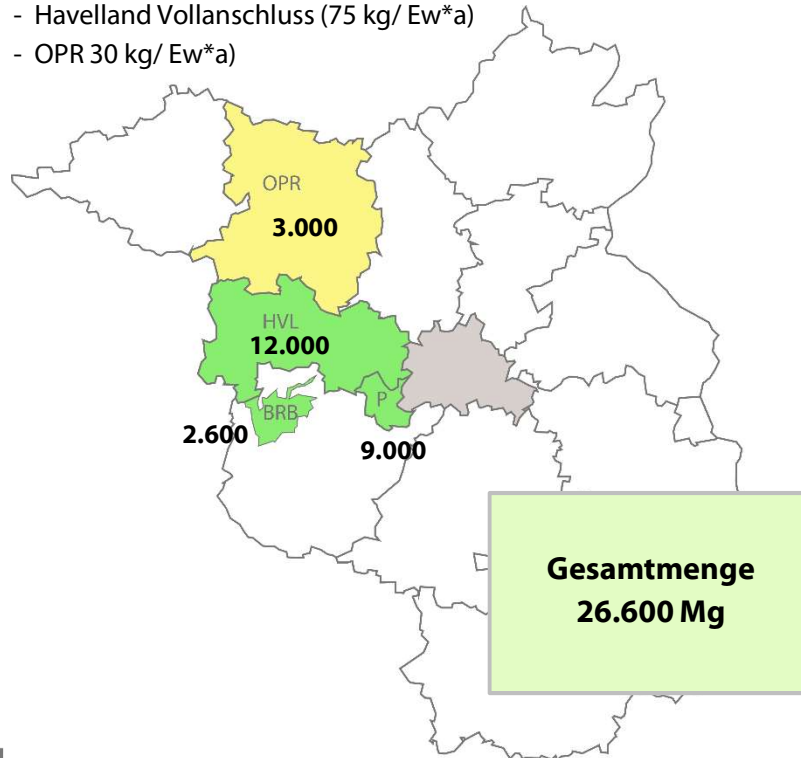 - Havelland Vollanschluss (75 kg/ Ew*a)
- OPR 30 kg/ Ew*a)
OPR
3.000
HVL
12.000
P
BRB
2.600
9.000
Gesamtmenge
26.600 Mg